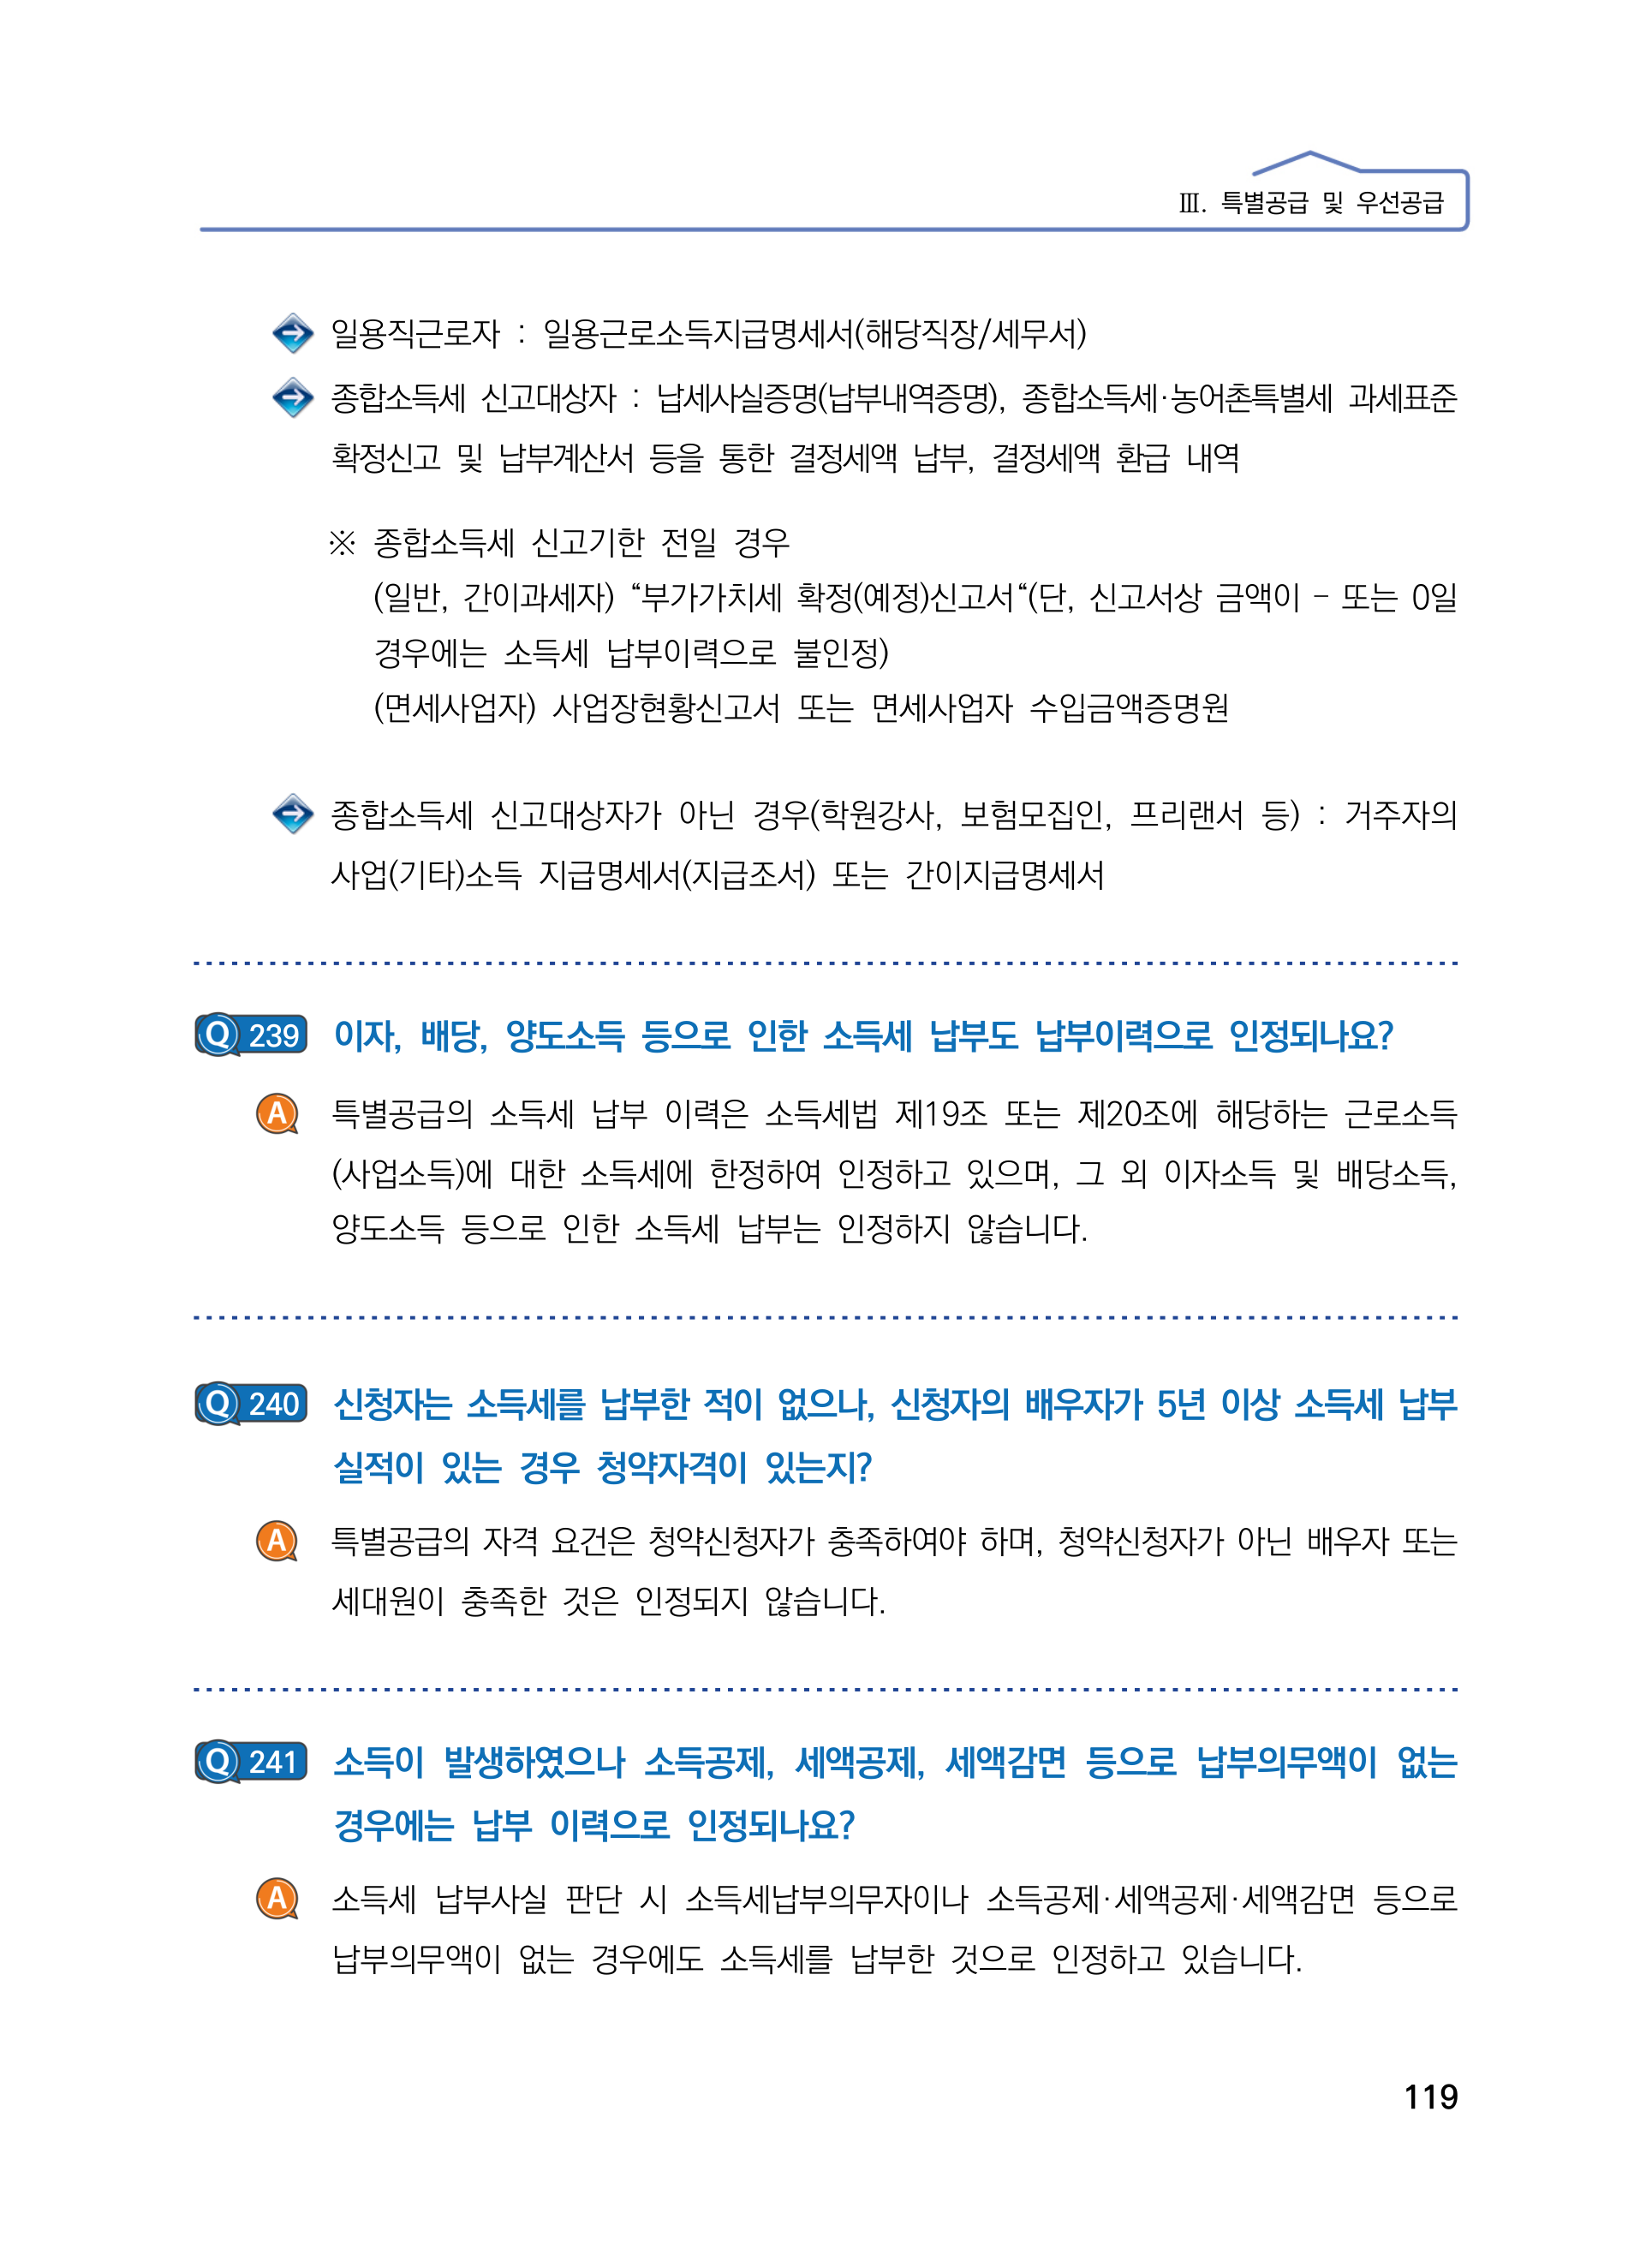 Ⅲ. 특별공급 및 우선공급
일용직근로자 : 일용근로소득지급명세서(해당직장/세무서)
종합소득세 신고대상자 : 납세사실증명(납부내역증명), 종합소득세·농어촌특별세 과세표준
확정신고 및 납부계산서 등을 통한 결정세액 납부, 결정세액 환급 내역
※ 종합소득세 신고기한 전일 경우
(일반, 간이과세자) “부가가치세 확정(예정)신고서“(단, 신고서상 금액이 – 또는 0일
경우에는 소득세 납부이력으로 불인정)
(면세사업자) 사업장현황신고서 또는 면세사업자 수입금액증명원
종합소득세 신고대상자가 아닌 경우(학원강사, 보험모집인, 프리랜서 등) : 거주자의
사업(기타)소득 지급명세서(지급조서) 또는 간이지급명세서
Q 239 이자, 배당, 양도소득 등으로 인한 소득세 납부도 납부이력으로 인정되나요?
A 특별공급의 소득세 납부 이력은 소득세법 제19조 또는 제20조에 해당하는 근로소득
(사업소득)에 대한 소득세에 한정하여 인정하고 있으며, 그 외 이자소득 및 배당소득,
양도소득 등으로 인한 소득세 납부는 인정하지 않습니다.
Q 240 신청자는 소득세를 납부한 적이 없으나, 신청자의 배우자가 5년 이상 소득세 납부
실적이 있는 경우 청약자격이 있는지?
A 특별공급의 자격 요건은 청약신청자가 충족하여야 하며, 청약신청자가 아닌 배우자 또는
세대원이 충족한 것은 인정되지 않습니다.
Q 241 소득이 발생하였으나 소득공제, 세액공제, 세액감면 등으로 납부의무액이 없는
경우에는 납부 이력으로 인정되나요?
A 소득세 납부사실 판단 시 소득세납부의무자이나 소득공제·세액공제·세액감면 등으로
납부의무액이 없는 경우에도 소득세를 납부한 것으로 인정하고 있습니다.
119